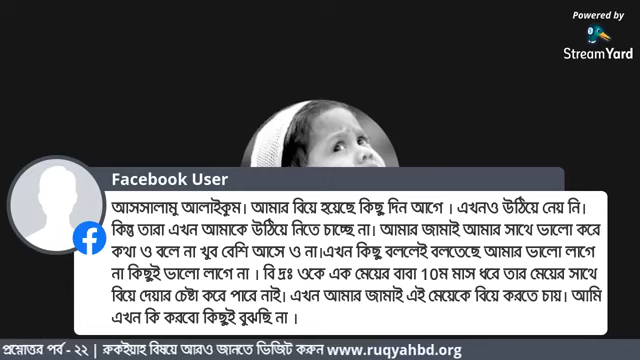 Powered by
StreamYard
Facebook User
আসসালামু আলাইকুম। আমার বিয়ে হয়েছে কিছু দিন আগে । এখনও উঠিয়ে নেয় নি।
কিন্তু তারা এখন আমাকে উঠিয়ে নিতে চাচ্ছে না। আমার জামাই আমার সাথে ভালো করে
কথা ও বলে না খুব বেশি আসে ও না।এখন কিছু বললেই বলতেছে আমার ভালো লাগে
না কিছুই ভালো লাগে না । বি দ্রঃ ওকে এক মেয়ের বাবা 10ম মাস ধরে তার মেয়ের সাথে
বিয়ে দেয়ার চেষ্টা করে পারে নাই। এখন আমার জামাই এই মেয়েকে বিয়ে করতে চায়। আমি
এখন কি করবো কিছুই বুঝছি না ।
প্রশ্নোত্তর পর্ব - ২২ | রুকইয়াহ বিষয়ে আরও জানতে ভিজিট করুন www.ruqyahbd.org